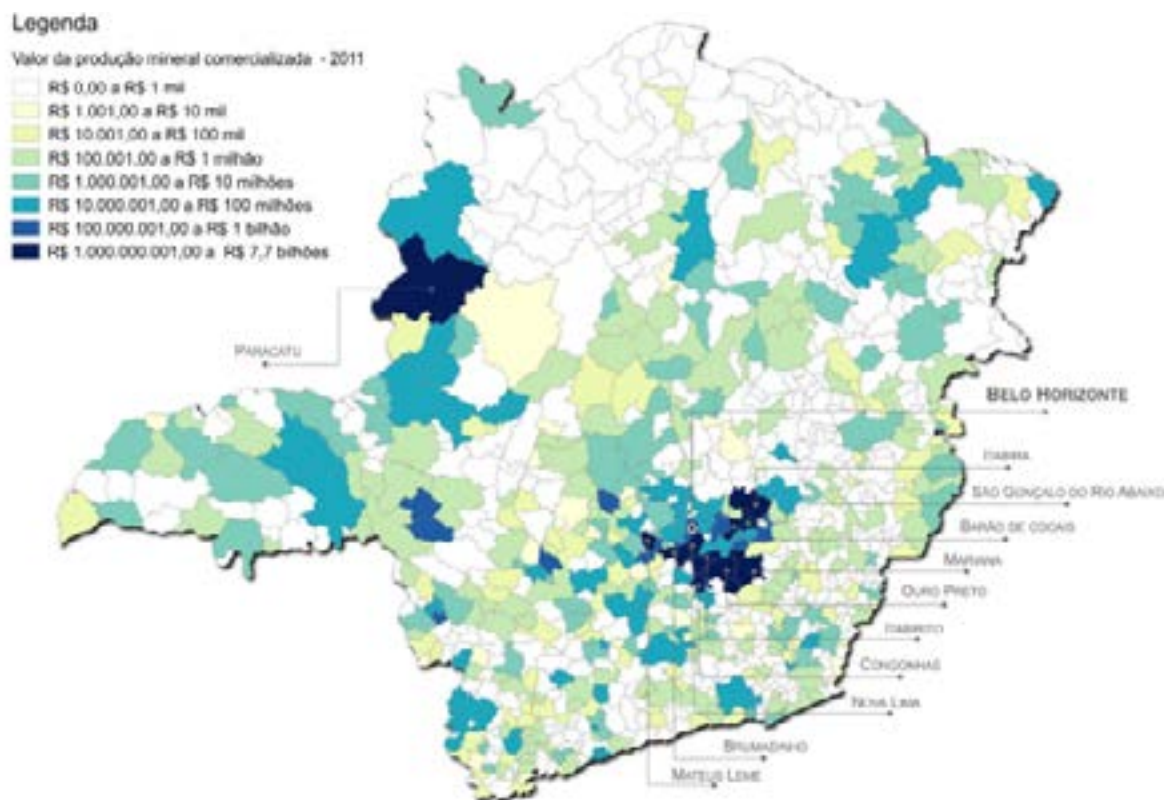 Legenda
Valor da produção mineral comercializada - 2011
R$ 0,00 a R$ 1 mil
R$ 1.001,00 a R$ 10 mil
R$ 10.001,00 a R$ 100 mil
R$ 100.001,00 a R$ 1 milhão
R$ 1.000.001,00 a R$ 10 milhões
R$ 10.000.001,00 a R$ 100 milhões
R$ 100.000.001,00 a R$ 1 bilhão
R$ 1.000.000.001,00 a R$ 7,7 bilhões
PARACATU
BELO HORIZONTE
ITABIRA
SÃO GONÇALO DO RIO ABAIXO
BARÃO DE COCAIS
MARIANA
OURO PRETO
ITABIRITO
CONGONHAS
NOVA LIMA
BRUMADINHO
MATEUS LEME